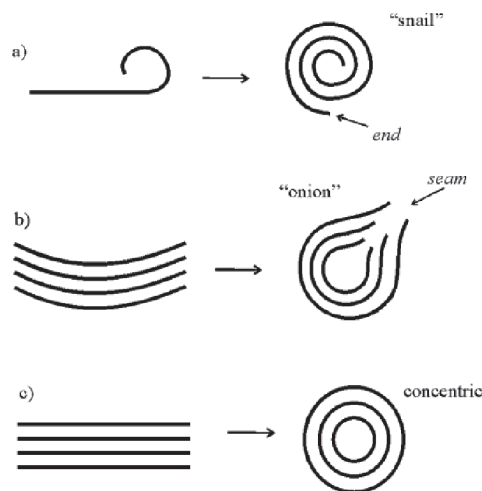 a)
“snail”
end
b)
“onion”
seam
c)
concentric